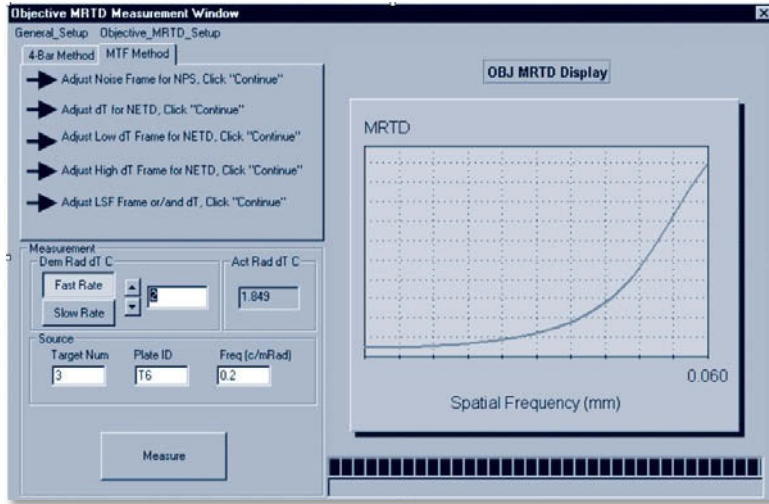 Objective MRTD Measurement Window
General_Setup Objective_MRTD_Setup
4-Bar Method MTF Method
Adjust Noise Frame for NPS, Click "Continue"
Adjust dT for NETD, Click "Continue"
Adjust Low dT Frame for NETD, Click "Continue"
Adjust High dT Frame for NETD, Click "Continue"
Adjust LSF Frame or/and dT, Click "Continue"
Measurement
Dem Rad dT C
Fast Rate
Slow Rate
2
Act Rad dT C
1.849
Source
Target Num Plate ID Freq (c/mRad)
3 T6 0.2
Measure
OBJ MRTD Display
MRTD
0.060
Spatial Frequency (mm)